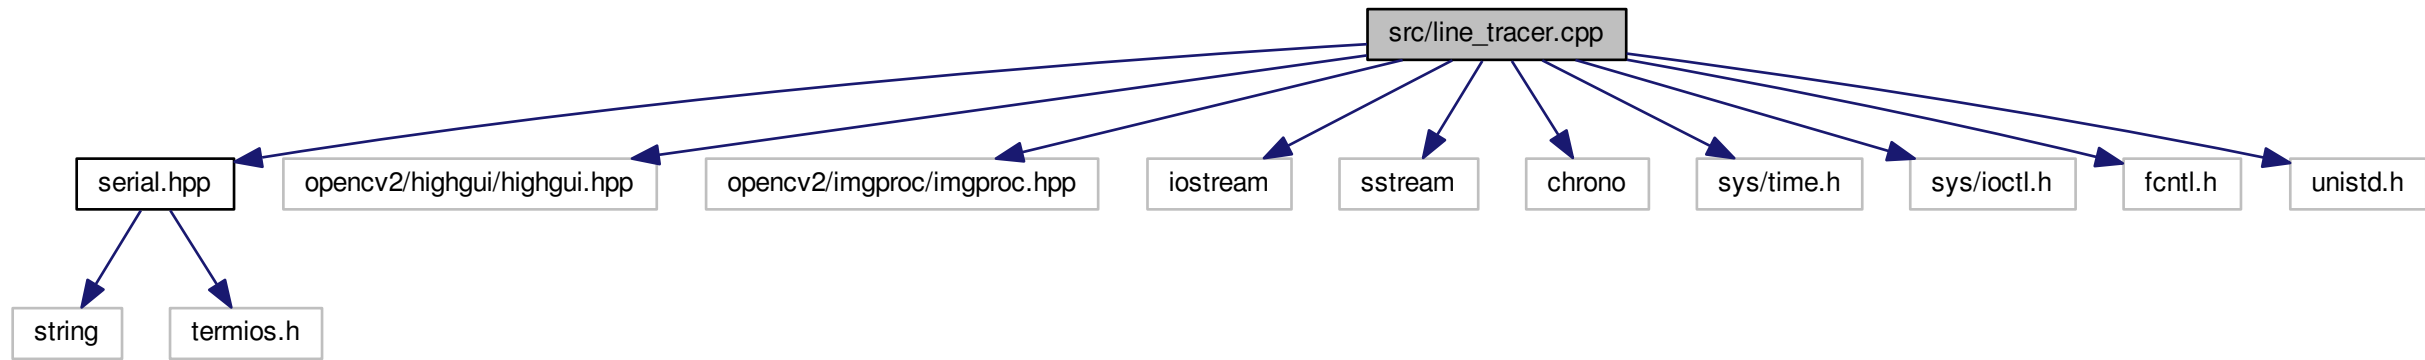 src/line_tracer.cpp
serial.hpp
opencv2/highgui/highgui.hpp
opencv2/imgproc/imgproc.hpp
iostream
sstream
chrono
sys/time.h
sys/ioctl.h
fcntl.h
unistd.h
string
termios.h